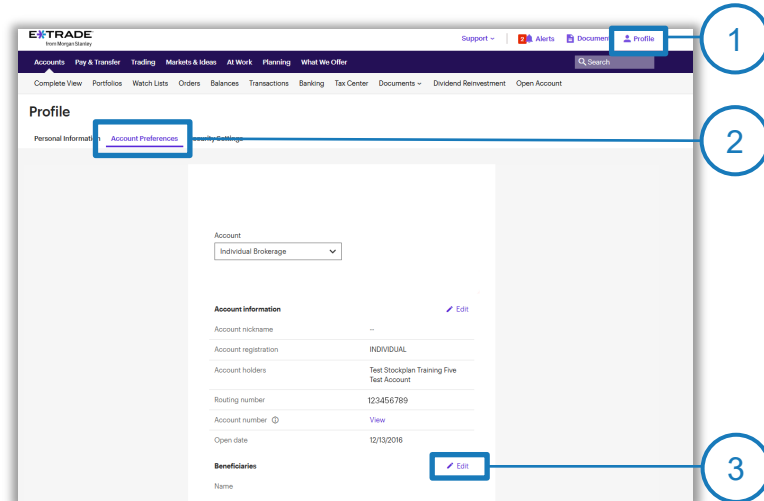 E*TRADE
from Morgan Stanley
Support 2 Alerts Document Profile
1
Accounts Pay & Transfer Trading Markets & Ideas At Work Planning What We Offer Search
Complete View Portfolios Watch Lists Orders Balances Transactions Banking Tax Center Documents Dividend Reinvestment Open Account
Profile
Personal Information Account Preferences Security Settings
2
Account
Individual Brokerage
Account information Edit
Account nickname --
Account registration INDIVIDUAL
Account holders Test Stockplan Training Five
Test Account
Routing number 123456789
Account number View
Open date 12/13/2016
Beneficiaries Edit
3
Name